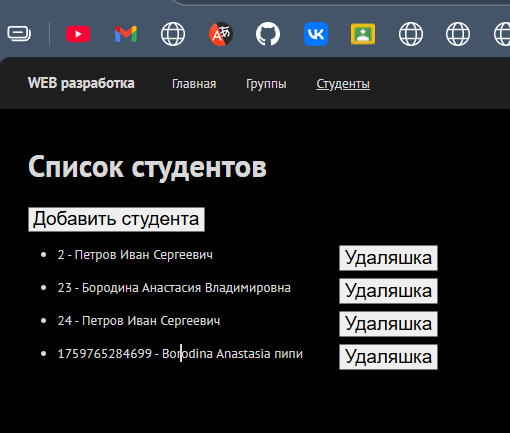 WEB разработка Главная Группы Студенты
Список студентов
Добавить студента
2 - Петров Иван Сергеевич Удаляшка
23 - Бородина Анастасия Владимировна Удаляшка
24 - Петров Иван Сергеевич Удаляшка
1759765284699 - Borodina Anastasia пипи Удаляшка